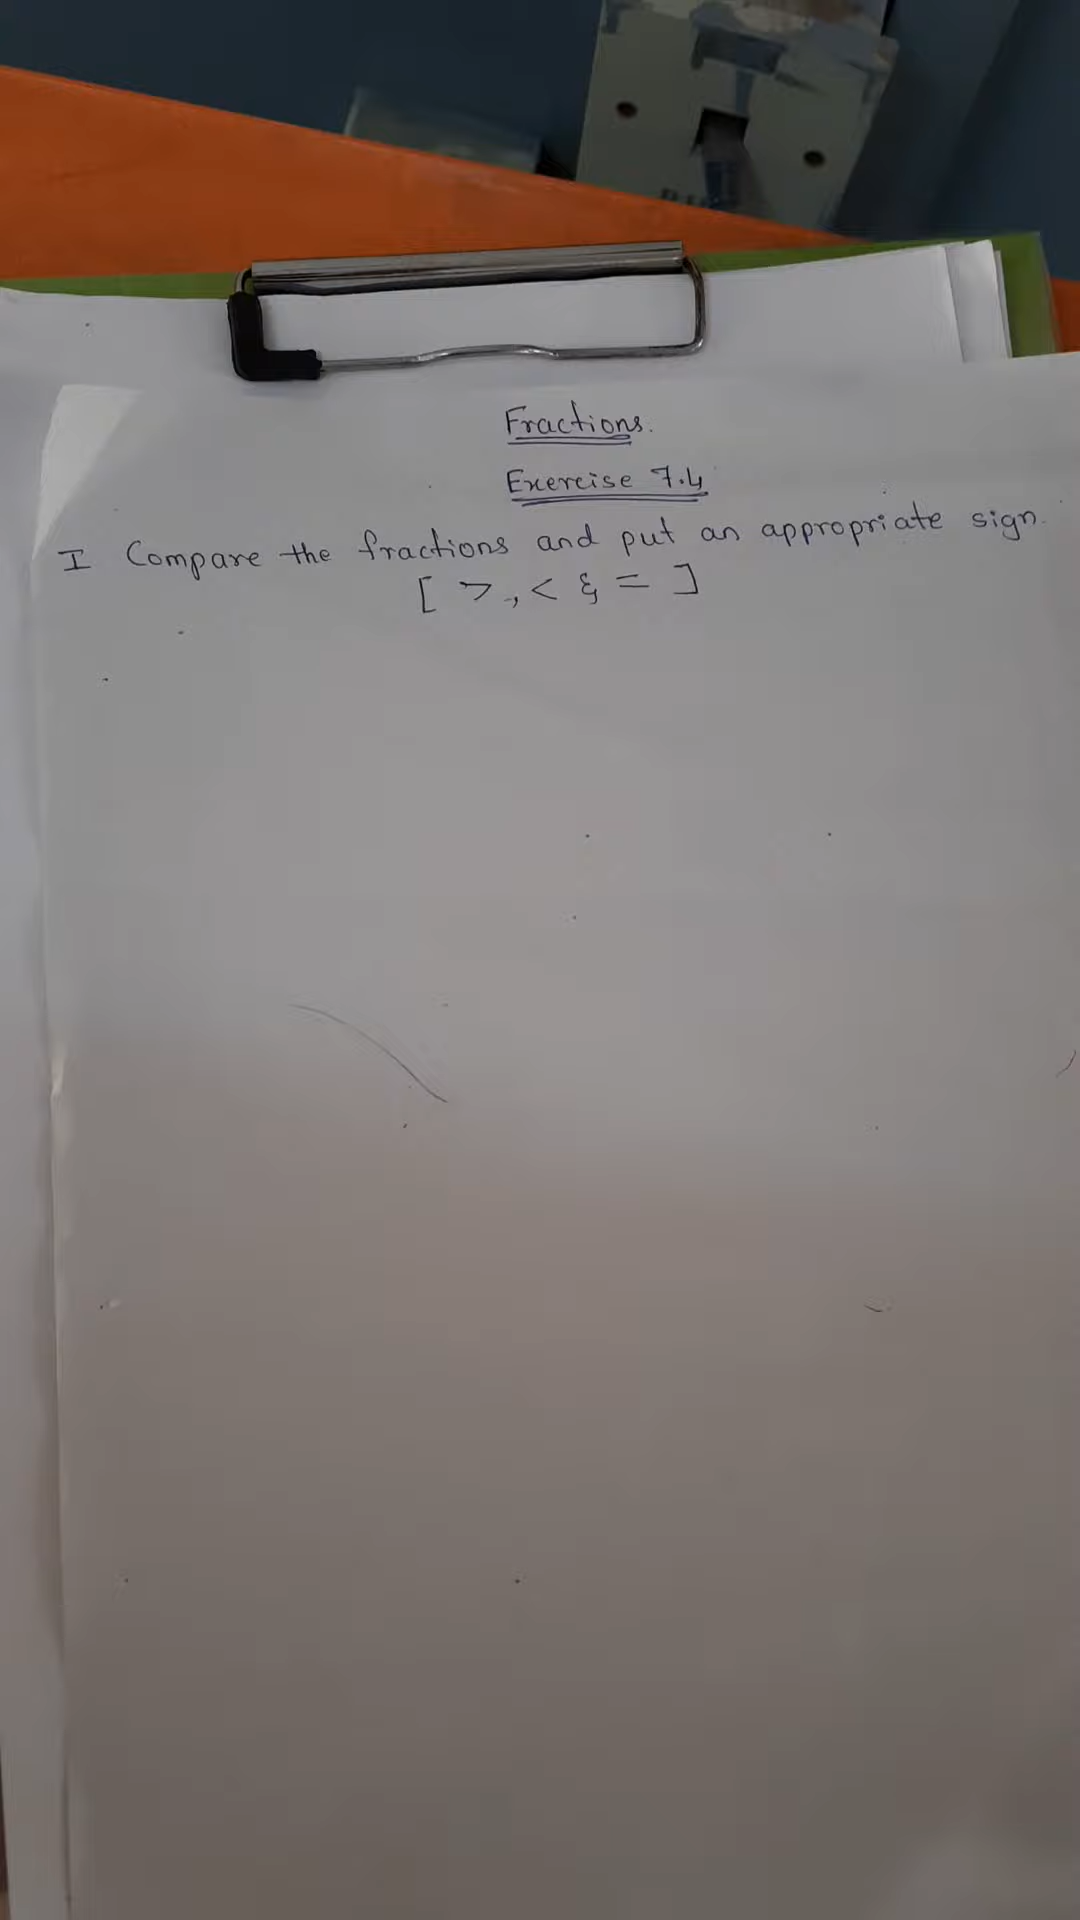 Fractions.
Exercise 7.4
I Compare the fractions and put an appropriate sign.
[ >, < & = ]